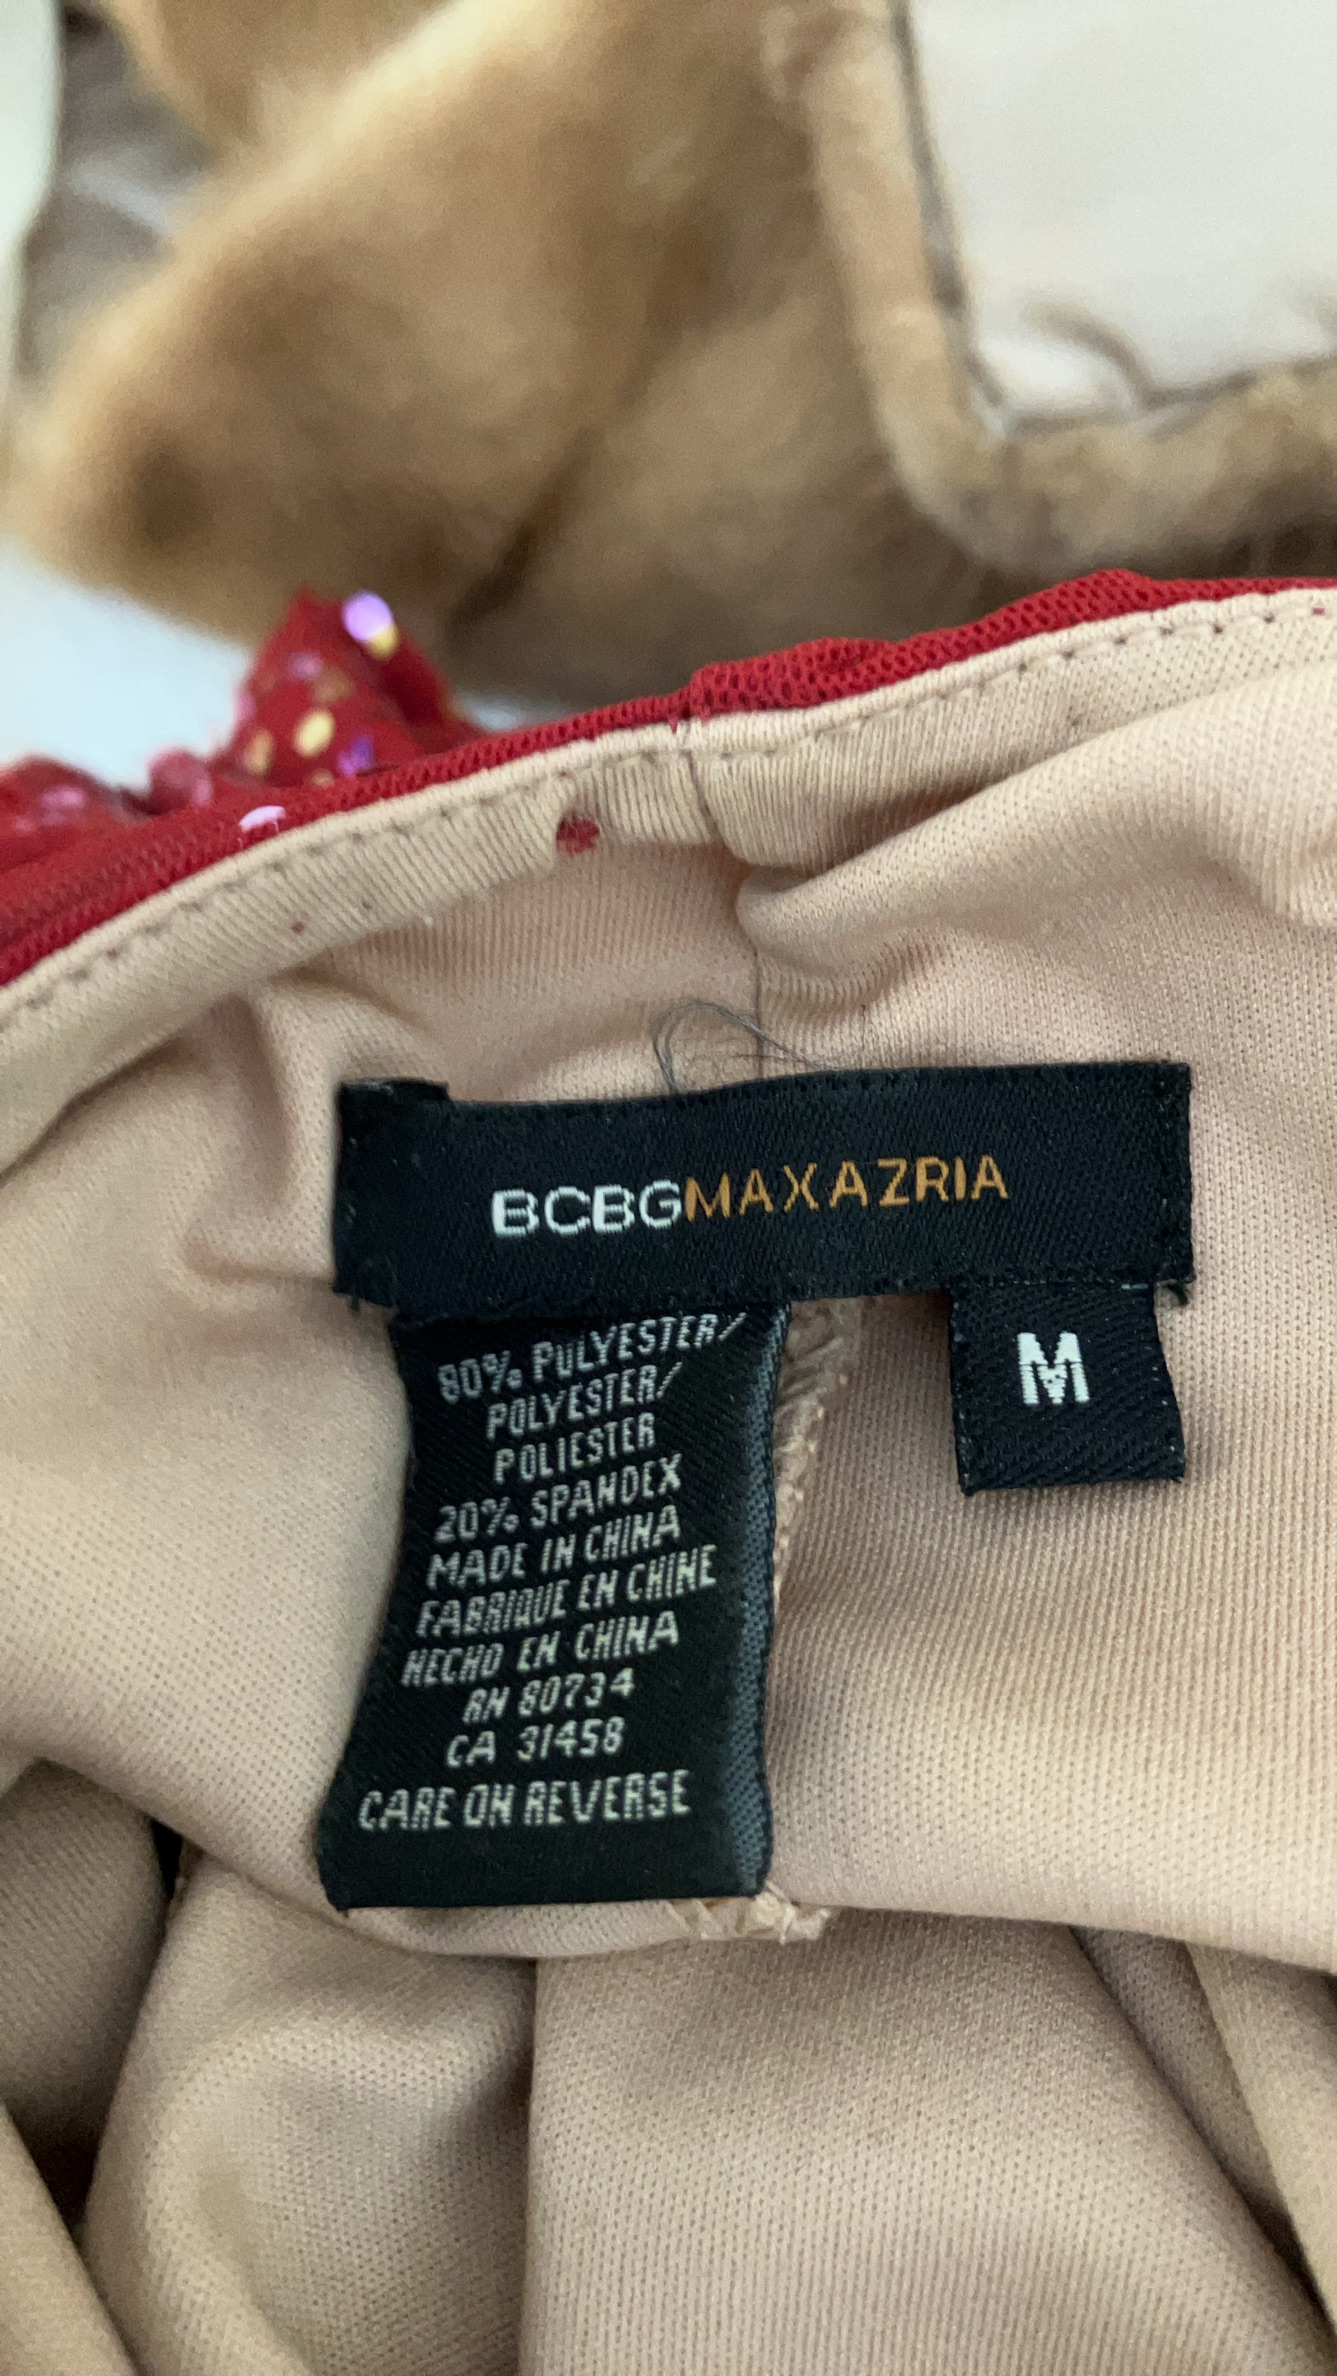 BCBGMAXAZRIA
M
80% POLYESTER/
POLYESTER/
POLIESTER
20% SPANDEX
MADE IN CHINA
FABRIQUE EN CHINE
HECHO EN CHINA
RN 80734
CA 31458
CARE ON REVERSE